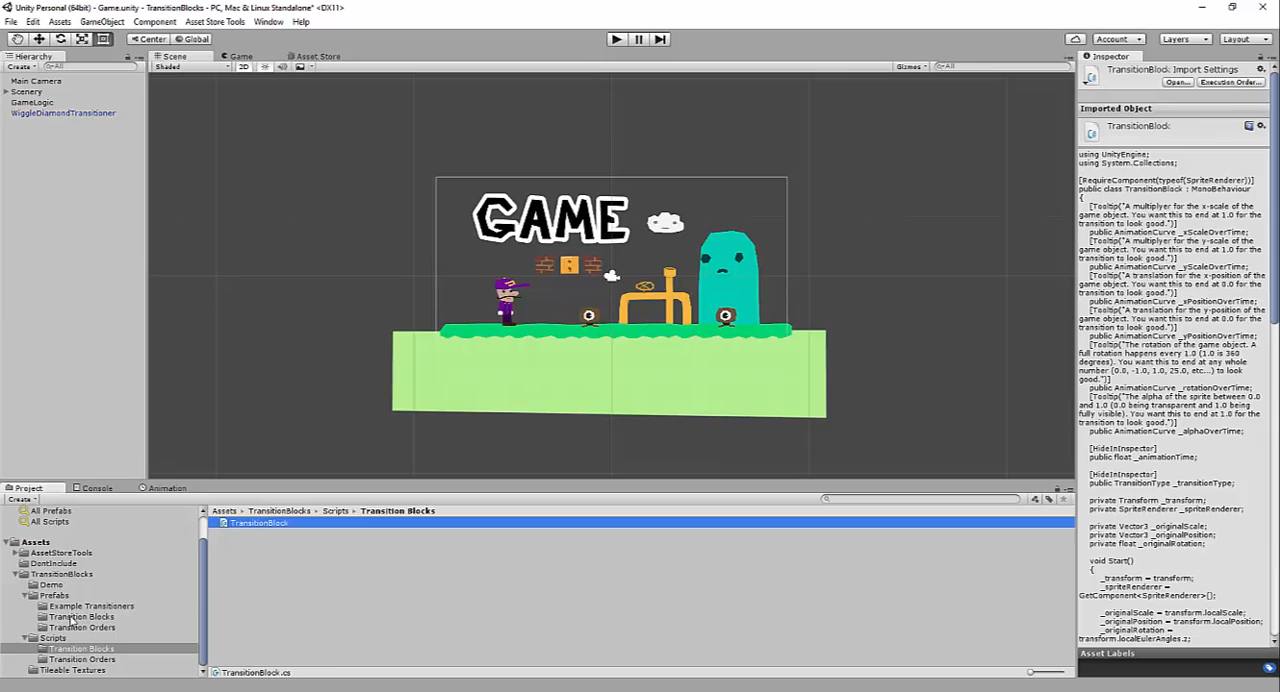 Unity Personal (64bit) - Game.unity - TransitionBlocks - PC, Mac & Linux Standalone* <DX11>
File Edit Assets GameObject Component Asset Store Tools Window Help
Center Global Account Layers Layout
Hierarchy Scene Game Asset Store Inspector
Create All Shaded 2D Gizmos All
Main Camera
Scenery
GameLogic
WiggleDiamondTransitioner
GAME
TransitionBlock Import Settings
Open... Execution Order...
Imported Object
TransitionBlock
using UnityEngine;
using System.Collections;
[RequireComponent(typeof(SpriteRenderer))]
public class TransitionBlock : MonoBehaviour
{
[Tooltip("A multiplyer for the x-scale of the
game object. You want this to end at 1.0 for the
transition to look good.")]
public AnimationCurve _xScaleOverTime;
[Tooltip("A multiplyer for the y-scale of the
game object. You want this to end at 1.0 for the
transition to look good.")]
public AnimationCurve _yScaleOverTime;
[Tooltip("A translation for the x-position of
the game object. You want this to end at 0.0 for
the transition to look good.")]
public AnimationCurve _xPositionOverTime;
[Tooltip("A translation for the y-position of
the game object. You want this to end at 0.0 for
the transition to look good.")]
public AnimationCurve _yPositionOverTime;
[Tooltip("The rotation of the game object. A
full rotation happens every 1.0 (1.0 is 360
degrees). You want this to end at any whole
number (0.0, -1.0, 1.0, 25.0, etc...) to look
good.")]
public AnimationCurve _rotationOverTime;
[Tooltip("The alpha of the sprite between 0.0
and 1.0 (0.0 being transparent and 1.0 being
fully visible). You want this to end at 1.0 for the
transition to look good.")]
public AnimationCurve _alphaOverTime;
[HideInInspector]
public float _animationTime;
[HideInInspector]
public TransitionType _transitionType;
private Transform _transform;
private SpriteRenderer _spriteRenderer;
private Vector3 _originalScale;
private Vector3 _originalPosition;
private float _originalRotation;
void Start()
{
_transform = transform;
_spriteRenderer =
GetComponent<SpriteRenderer>();
_originalScale = transform.localScale;
_originalPosition = transform.localPosition;
_originalRotation =
transform.localEulerAngles.z;
Asset Labels
Project Console Animation
Create
All Prefabs
All Scripts
Assets
AssetStoreTools
DontInclude
TransitionBlocks
Demo
Prefabs
Example Transitioners
Transition Blocks
Transition Orders
Scripts
Transition Blocks
Transition Orders
Tileable Textures
Assets TransitionBlocks Scripts Transition Blocks
TransitionBlock
TransitionBlock.cs